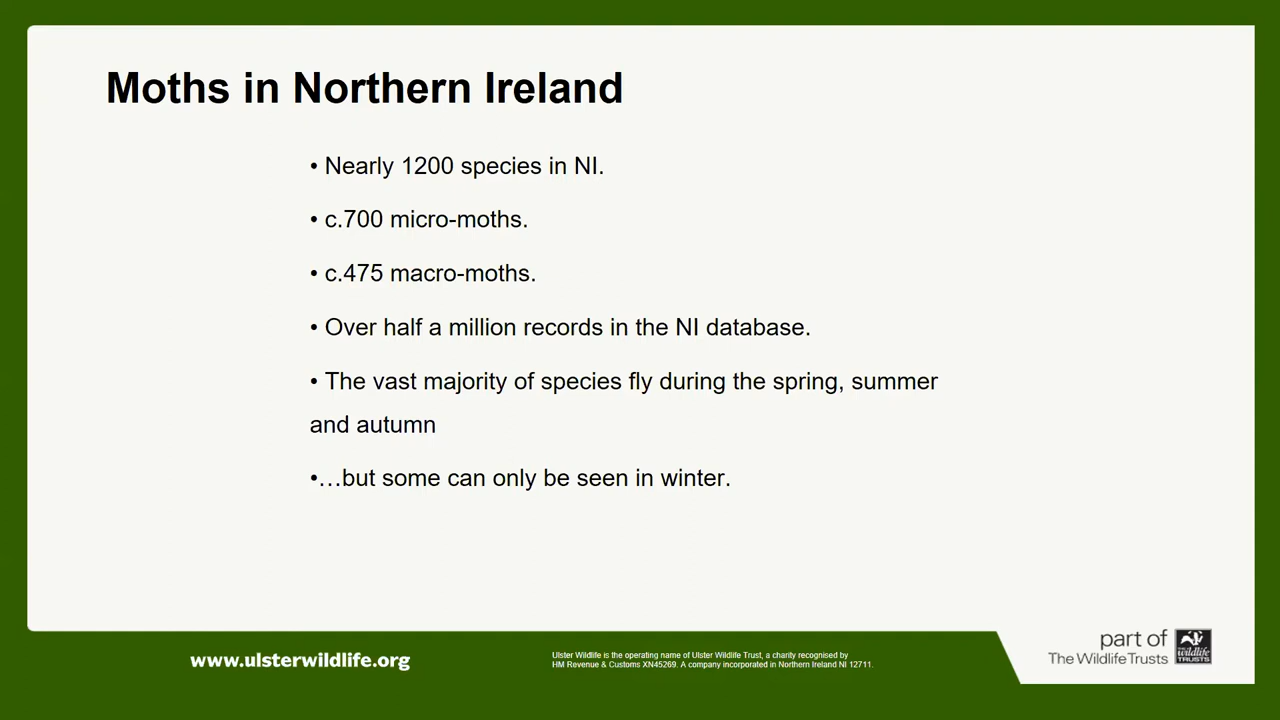 Moths in Northern Ireland
• Nearly 1200 species in NI.
• c.700 micro-moths.
• c.475 macro-moths.
• Over half a million records in the NI database.
• The vast majority of species fly during the spring, summer
and autumn
•…but some can only be seen in winter.
www.ulsterwildlife.org
Ulster Wildlife is the operating name of Ulster Wildlife Trust, a charity recognised by
HM Revenue & Customs XN45269. A company incorporated in Northern Ireland NI 12711.
part of
The Wildlife Trusts
THE
wildlife
TRUSTS